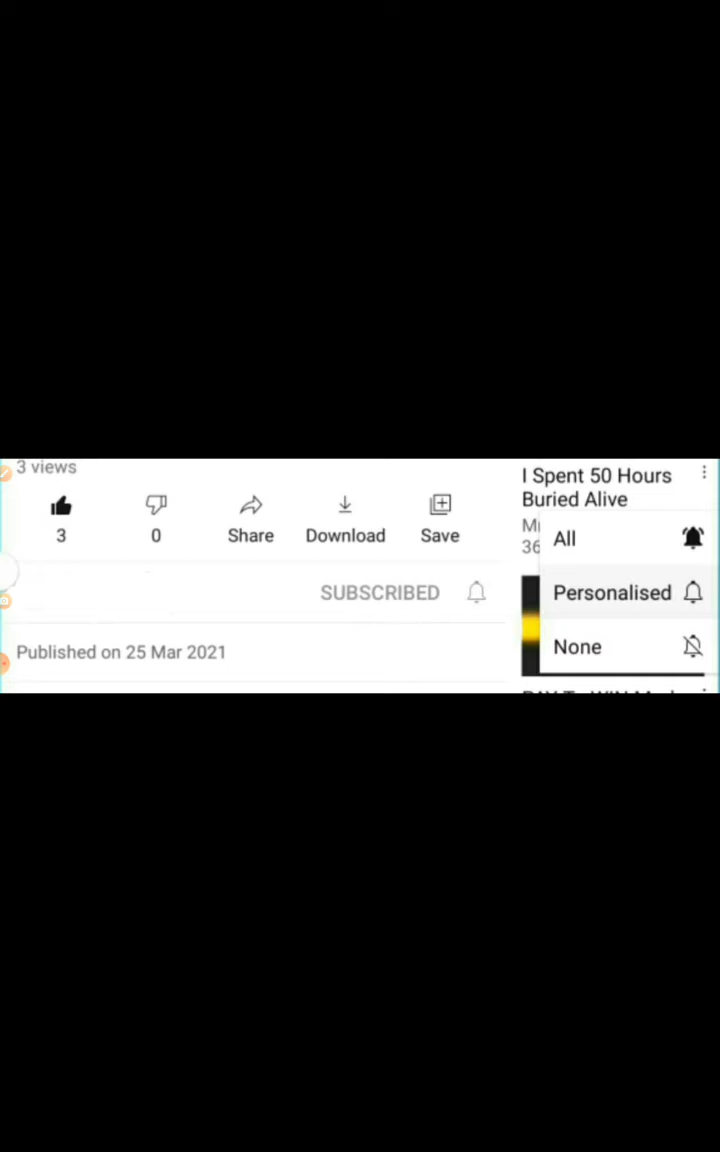 3 views
3
0
Share
Download
Save
SUBSCRIBED
Published on 25 Mar 2021
I Spent 50 Hours
Buried Alive
36
All
Personalised
None